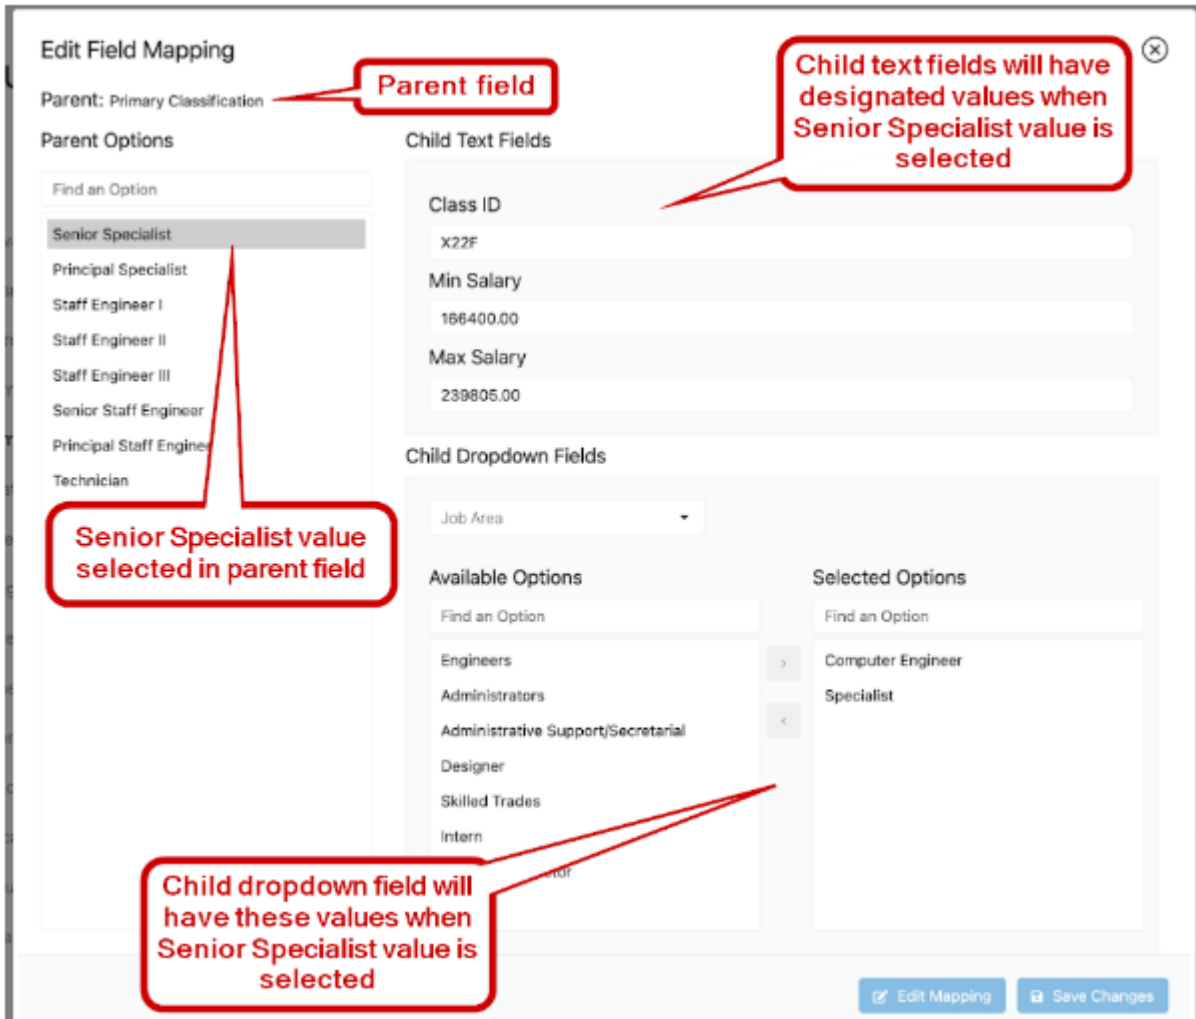 Edit Field Mapping
Parent: Primary Classification
Parent field
Child text fields will have
designated values when
Senior Specialist value is
selected
Parent Options
Find an Option
Senior Specialist
Principal Specialist
Staff Engineer I
Staff Engineer II
Staff Engineer III
Senior Staff Engineer
Principal Staff
Technician
Senior Specialist value
selected in parent field
Child Text Fields
Class ID
X22F
Min Salary
166400.00
Max Salary
239805.00
Child Dropdown Fields
Job Area
Available Options
Find an Option
Engineers
Administrators
Administrative Support/Secretarial
Designer
Skilled Trades
Intern
Selected Options
Find an Option
Computer Engineer
Specialist
Child dropdown field will
have these values when
Senior Specialist value is
selected
Edit Mapping
Save Changes